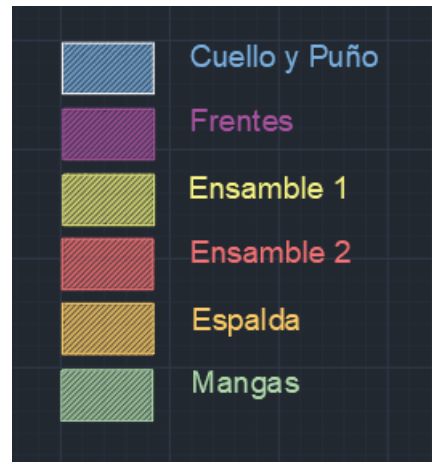 Cuello y Puño
Frentes
Ensamble 1
Ensamble 2
Espalda
Mangas